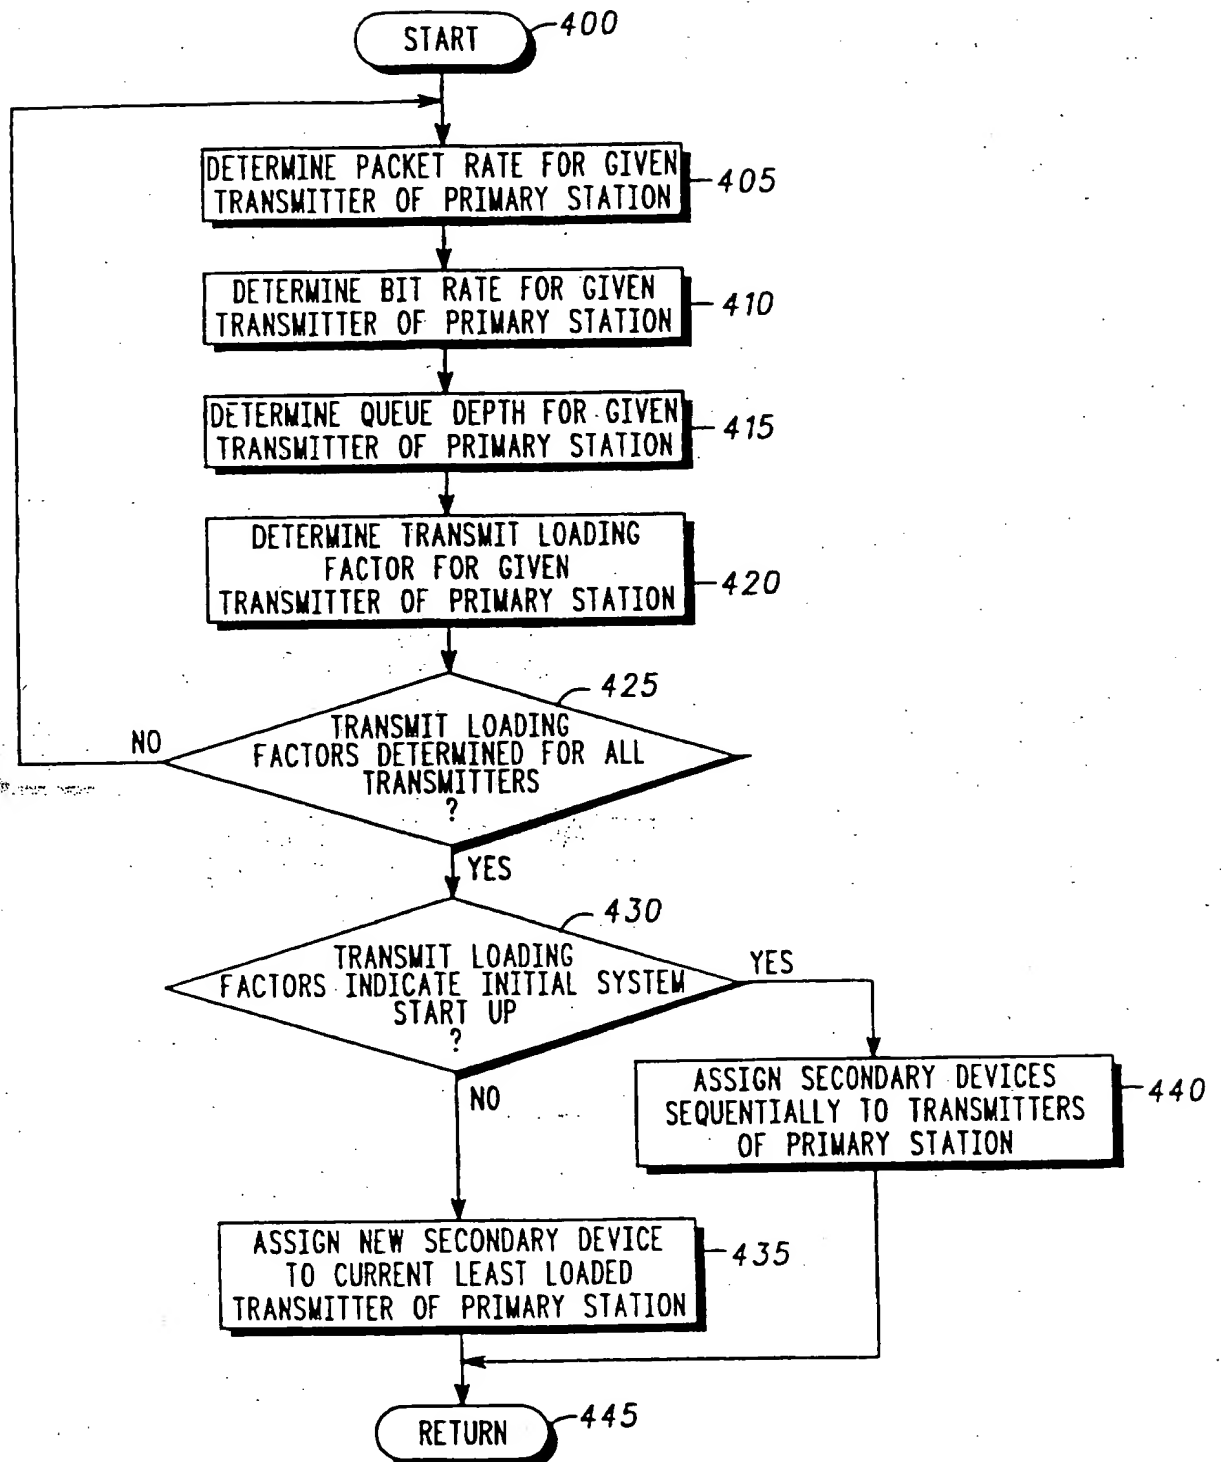 START
400
DETERMINE PACKET RATE FOR GIVEN
TRANSMITTER OF PRIMARY STATION
405
DETERMINE BIT RATE FOR GIVEN
TRANSMITTER OF PRIMARY STATION
410
DETERMINE QUEUE DEPTH FOR GIVEN
TRANSMITTER OF PRIMARY STATION
415
DETERMINE TRANSMIT LOADING
FACTOR FOR GIVEN
TRANSMITTER OF PRIMARY STATION
420
425
TRANSMIT LOADING
FACTORS DETERMINED FOR ALL
TRANSMITTERS
?
NO
YES
430
TRANSMIT LOADING
FACTORS INDICATE INITIAL SYSTEM
START UP
?
YES
NO
ASSIGN SECONDARY DEVICES
SEQUENTIALLY TO TRANSMITTERS
OF PRIMARY STATION
440
ASSIGN NEW SECONDARY DEVICE
TO CURRENT LEAST LOADED
TRANSMITTER OF PRIMARY STATION
435
RETURN
445